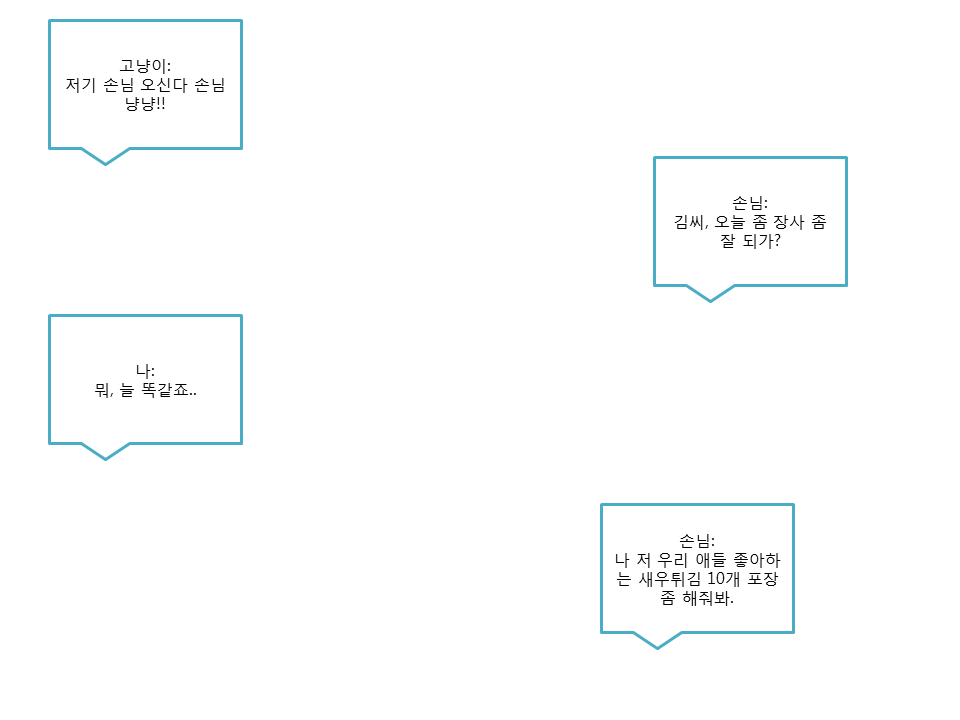 고냥이:
저기 손님 오신다 손님
냥냥!!
손님:
김씨, 오늘 좀 장사 좀
잘 되가?
나:
뭐, 늘 똑같죠..
손님:
나 저 우리 애들 좋아하
는 새우튀김 10개 포장
좀 해줘봐.